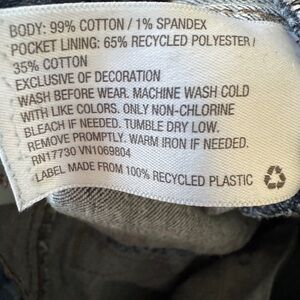 BODY: 99% COTTON / 1% SPANDEX
POCKET LINING: 65% RECYCLED POLYESTER /
35% COTTON
EXCLUSIVE OF DECORATION
WASH BEFORE WEAR. MACHINE WASH COLD
WITH LIKE COLORS. ONLY NON-CHLORINE
BLEACH IF NEEDED. TUMBLE DRY LOW.
REMOVE PROMPTLY. WARM IRON IF NEEDED.
RN17730 VN1069804
LABEL MADE FROM 100% RECYCLED PLASTIC